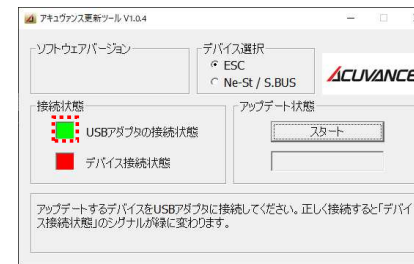 アキュヴァンス更新ツール V1.0.4
ソフトウェアバージョン
デバイス選択
ESC
Ne-St / S.BUS
ACUVANCE
接続状態
USBアダプタの接続状態
デバイス接続状態
アップデート状態
スタート
アップデートするデバイスをUSBアダプタに接続してください。正しく接続すると「デバイ
ス接続状態」のシグナルが緑に変わります。